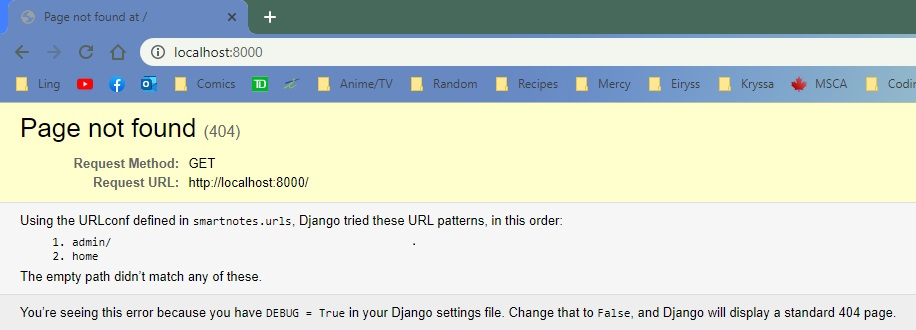 Page not found at /
localhost:8000
Ling Comics TD Anime/TV Random Recipes Mercy Eiryss Kryssa MSCA Codin
Page not found (404)
Request Method: GET
Request URL: http://localhost:8000/
Using the URLconf defined in smartnotes.urls, Django tried these URL patterns, in this order:
1. admin/
2. home
The empty path didn't match any of these.
You're seeing this error because you have DEBUG = True in your Django settings file. Change that to False, and Django will display a standard 404 page.